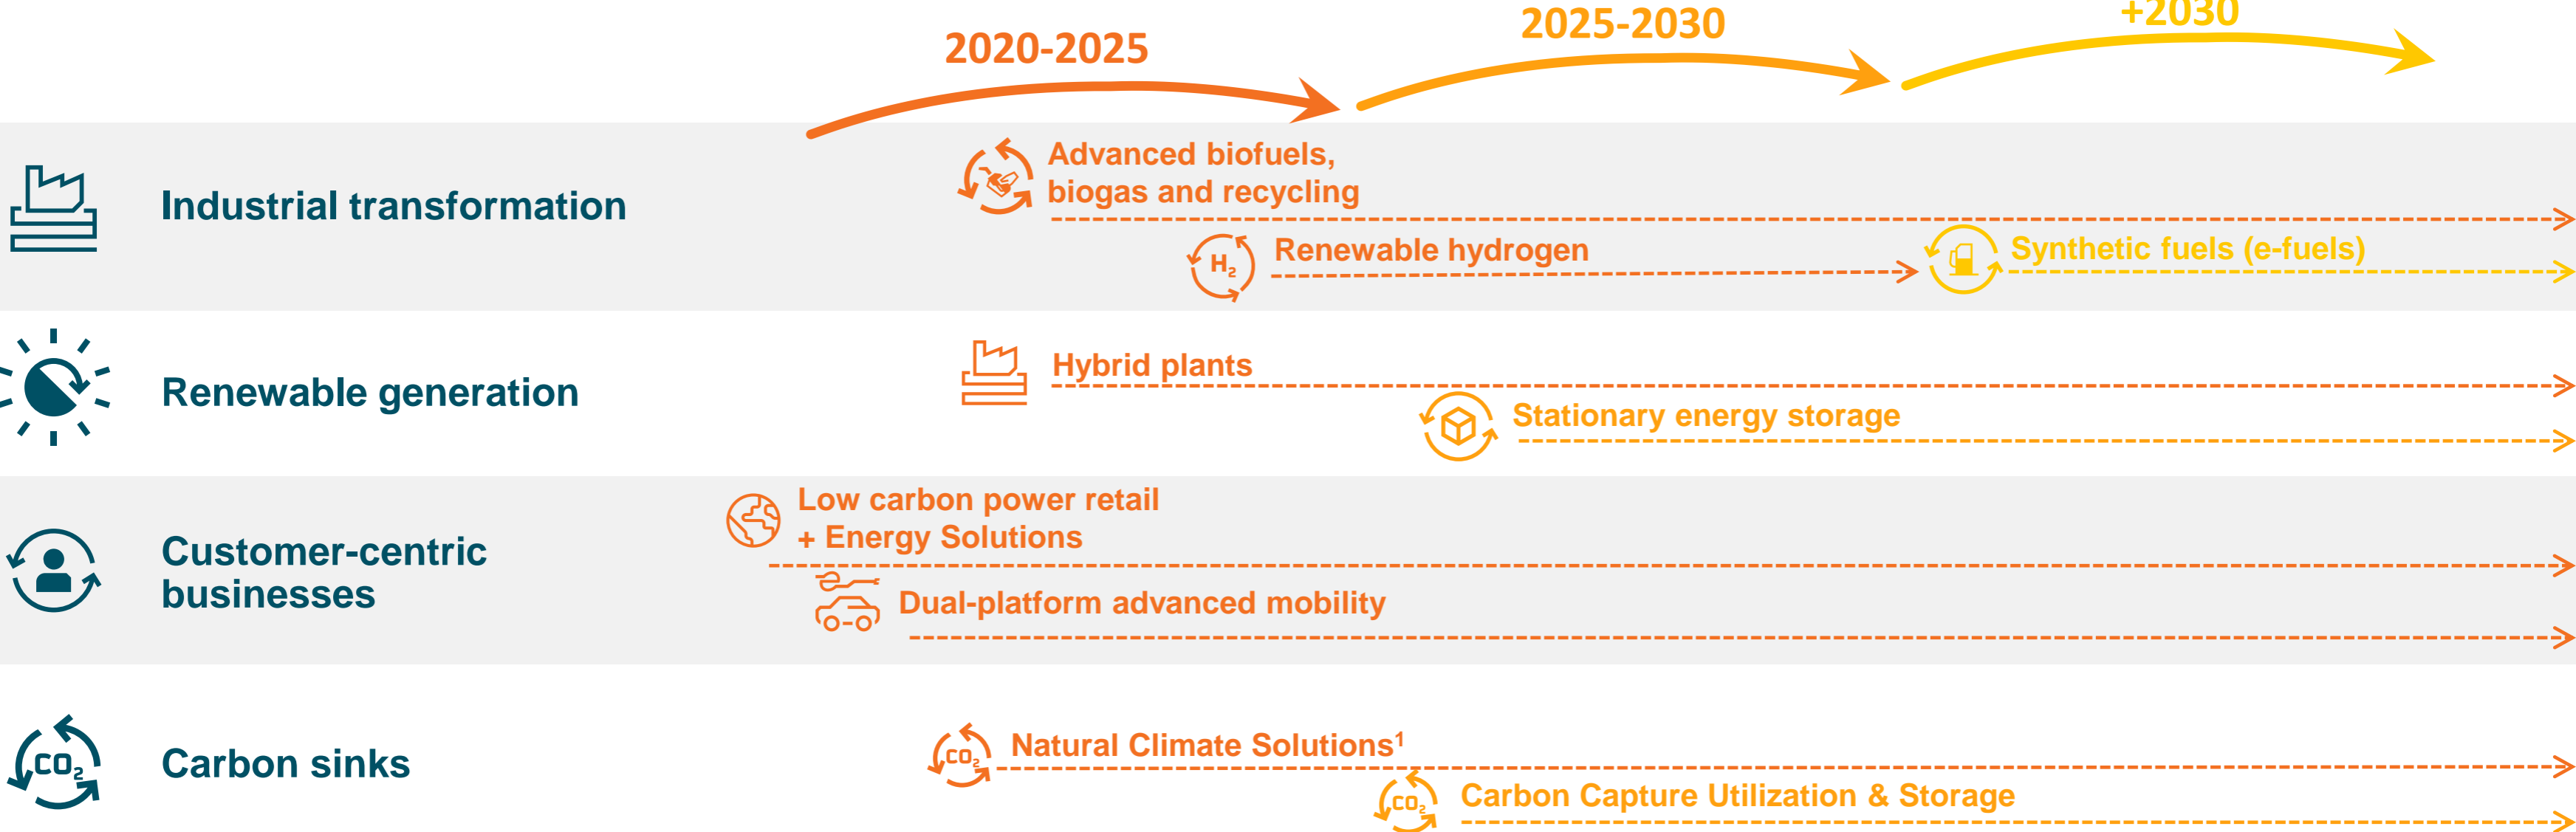 2020-2025
2025-2030
+2030
Industrial transformation
Advanced biofuels,
biogas and recycling
H₂
Renewable hydrogen
Synthetic fuels (e-fuels)
Renewable generation
Hybrid plants
Stationary energy storage
Customer-centric
businesses
Low carbon power retail
+ Energy Solutions
Dual-platform advanced mobility
CO₂
Carbon sinks
CO₂
Natural Climate Solutions¹
CO₂
Carbon Capture Utilization & Storage